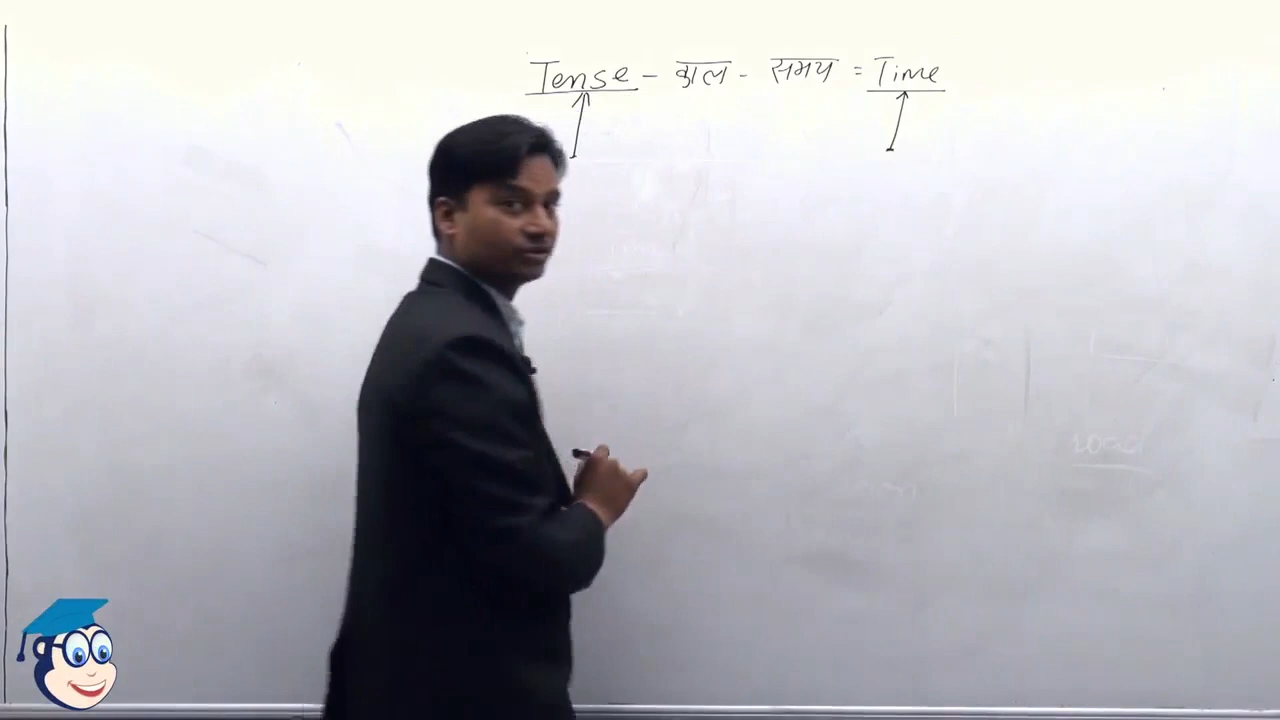 Tense - काल - समय = Time